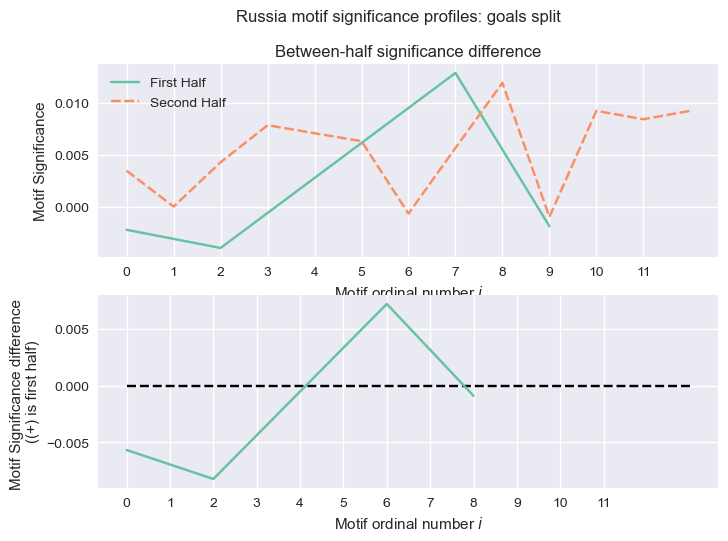 Russia motif significance profiles: goals split
Between-half significance difference
First Half
Second Half
Motif Significance
0.010
0.005
0.000
0 1 2 3 4 5 6 7 8 9 10 11
Motif ordinal number i
Motif Significance difference
((+) is first half)
0.005
0.000
−0.005
0 1 2 3 4 5 6 7 8 9 10 11
Motif ordinal number i